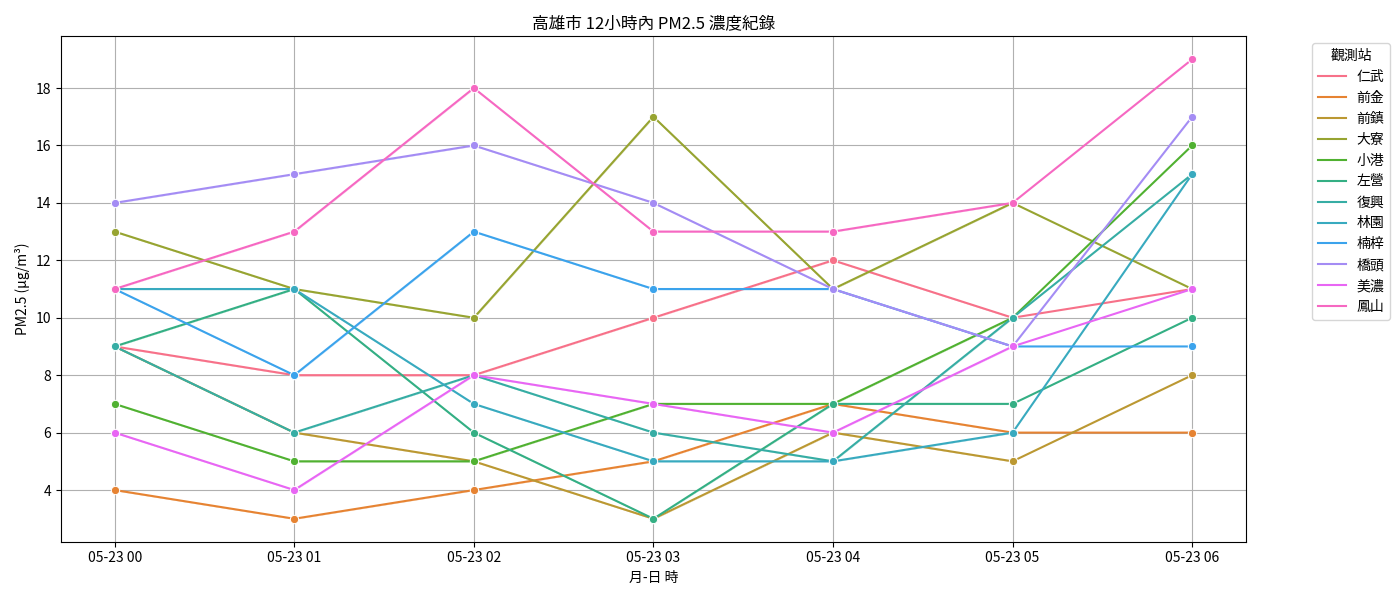 高雄市 12小時內 PM2.5 濃度紀錄
觀測站
仁武
前金
前鎮
大寮
小港
左營
復興
林園
楠梓
橋頭
美濃
鳳山
PM2.5 (μg/m³)
18
16
14
12
10
8
6
4
05-23 00
05-23 01
05-23 02
05-23 03
05-23 04
05-23 05
05-23 06
月-日 時